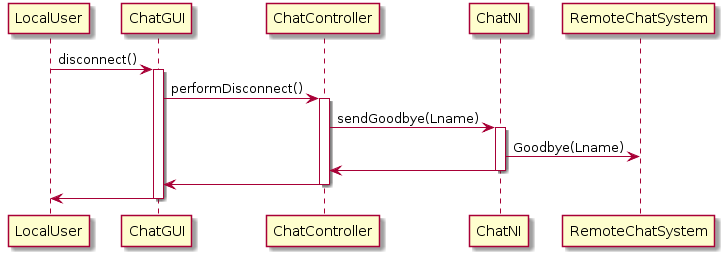 LocalUser ChatGUI ChatController ChatNI RemoteChatSystem
disconnect()
performDisconnect()
sendGoodbye(Lname)
Goodbye(Lname)
LocalUser ChatGUI ChatController ChatNI RemoteChatSystem